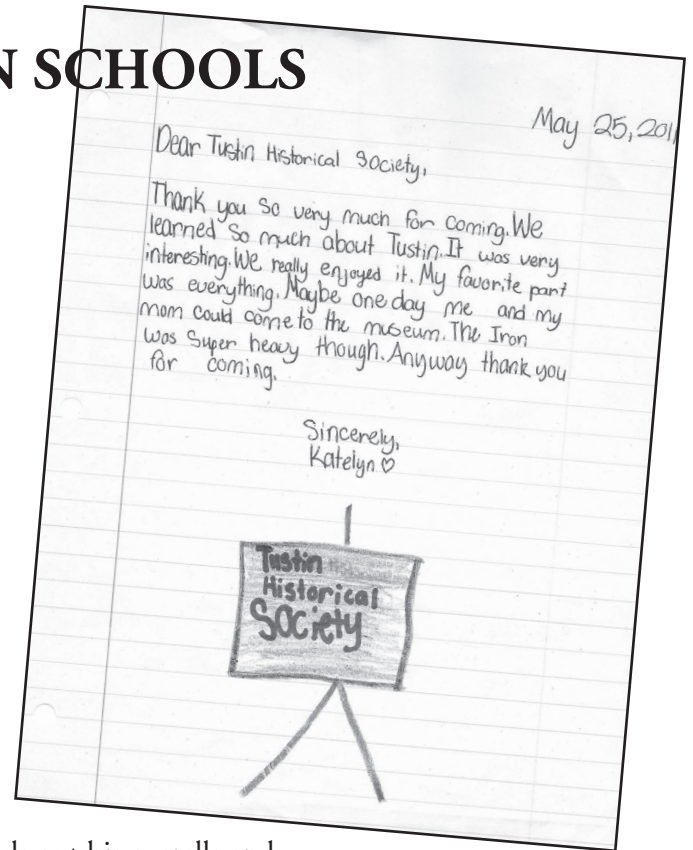 N SCHOOLS
May 25, 201
Dear Tustin Historical Society,
Thank you so very much for coming. We
learned so much about Tustin. It was very
interesting. We really enjoyed it. My favorite part
was everything. Maybe one day me and my
mom could come to the museum. The Iron
was super heavy though. Anyway thank you
for coming.
Sincerely,
Katelyn ♡
Tustin
Historical
Society